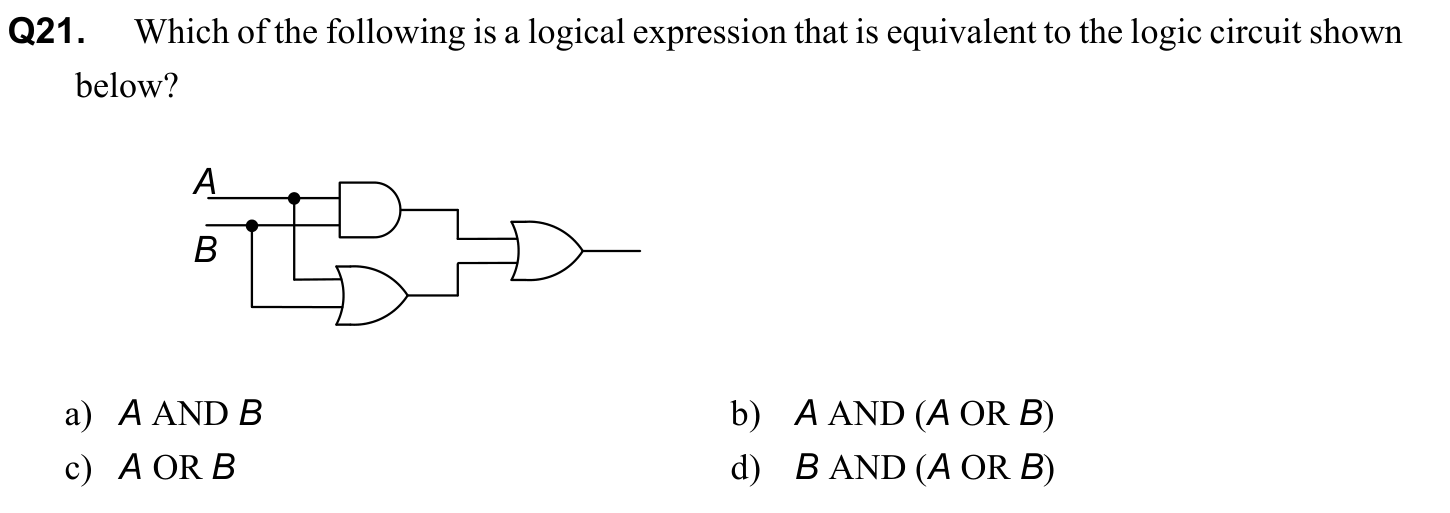 Q21. Which of the following is a logical expression that is equivalent to the logic circuit shown
below?
A
B
a) A AND B
b) A AND (A OR B)
c) A OR B
d) B AND (A OR B)